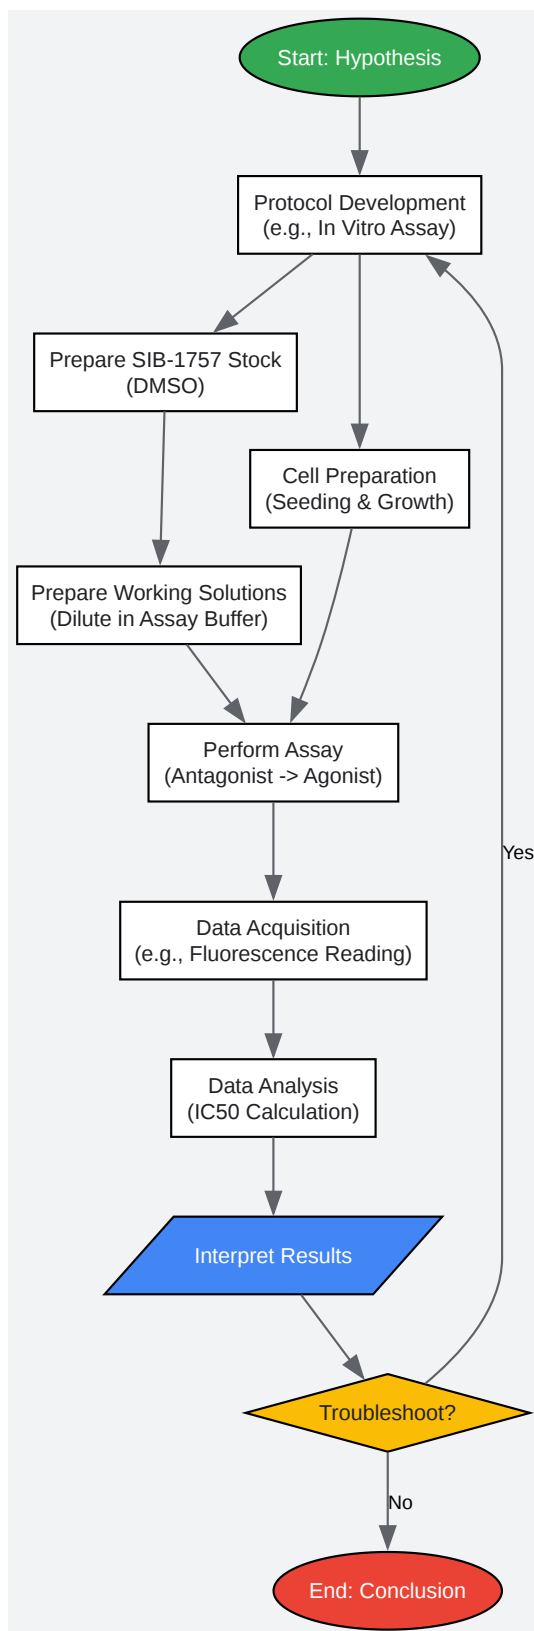 Start: Hypothesis
Protocol Development
(e.g., In Vitro Assay)
Prepare SIB-1757 Stock
(DMSO)
Cell Preparation
(Seeding & Growth)
Prepare Working Solutions
(Dilute in Assay Buffer)
Perform Assay
(Antagonist -> Agonist)
Yes
Data Acquisition
(e.g., Fluorescence Reading)
Data Analysis
(IC50 Calculation)
Interpret Results
Troubleshoot?
No
End: Conclusion